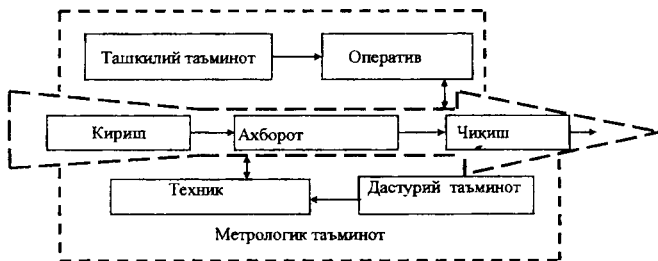 Ташкилий таъминот
Оператив
Кириш
Ахборот
Чиқиш
Техник
Дастурий таъминот
Метрологик таъминот